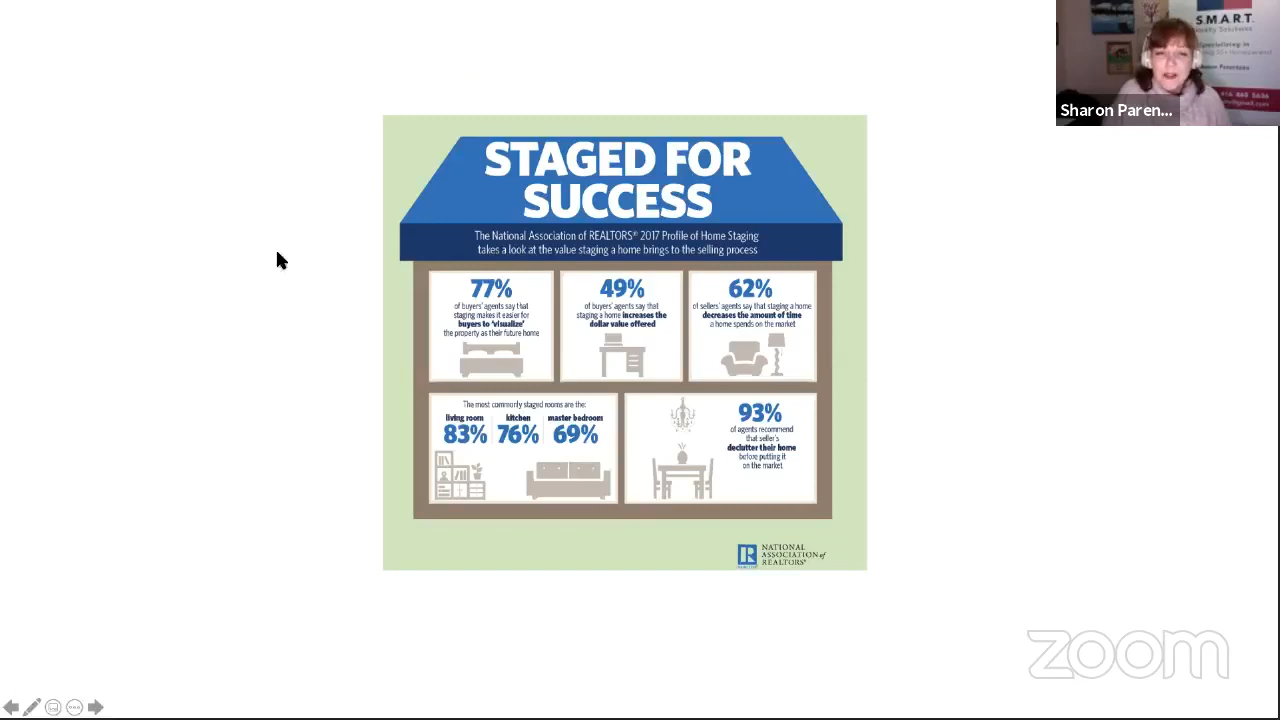 S.M.A.R.T.
Sharon Paren...
STAGED FOR
SUCCESS
The National Association of REALTORS® 2017 Profile of Home Staging
takes a look at the value staging a home brings to the selling process
77%
of buyers' agents say that
staging makes it easier for
buyers to 'visualize'
the property as their future home
49%
of buyers' agents say that
staging a home increases the
dollar value offered
62%
of sellers' agents say that staging a home
decreases the amount of time
a home spends on the market
The most commonly staged rooms are the:
living room kitchen master bedroom
83% 76% 69%
93%
of agents recommend
that seller's
declutter their home
before putting it
on the market
R
NATIONAL
ASSOCIATION of
REALTORS®
zoom